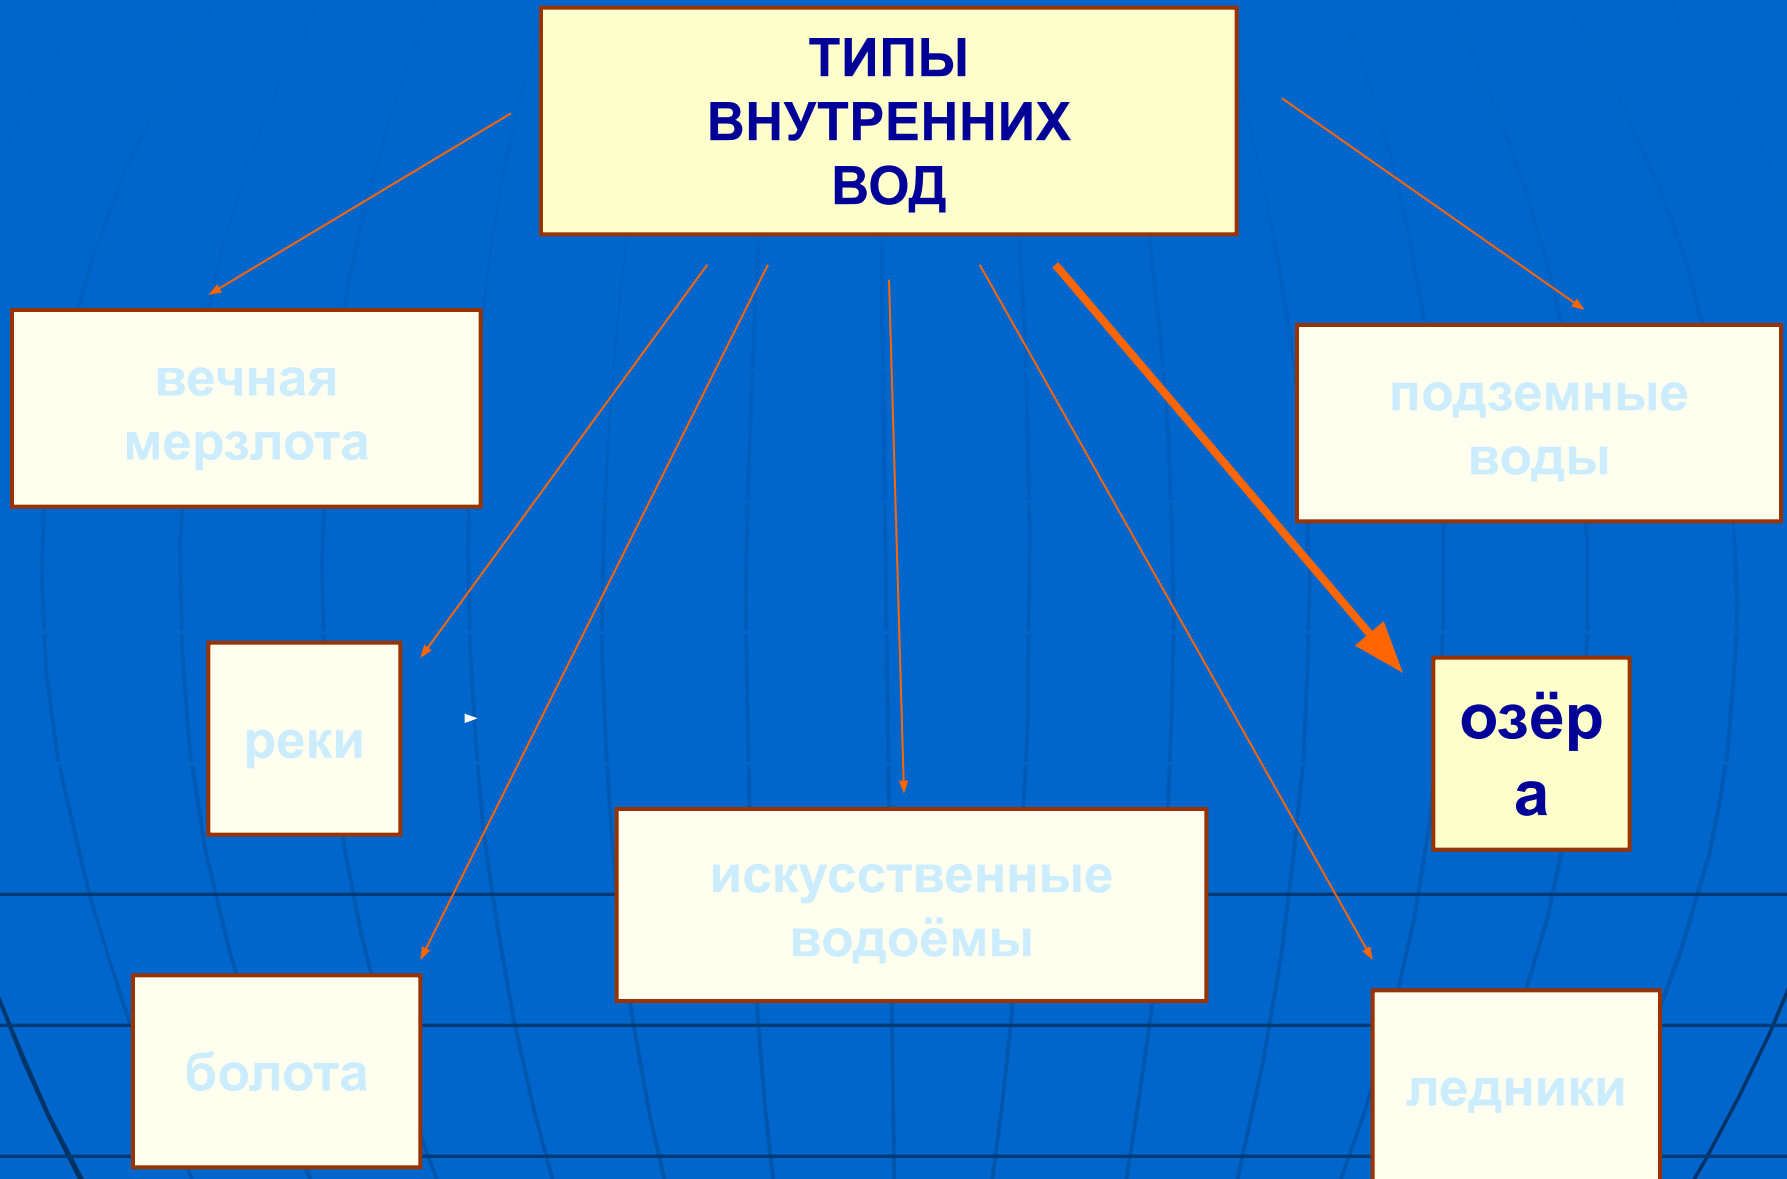 ТИПЫ
ВНУТРЕННИХ
ВОД
вечная
мерзлота
подземные
воды
реки
озёр
а
искусственные
водоёмы
болота
ледники